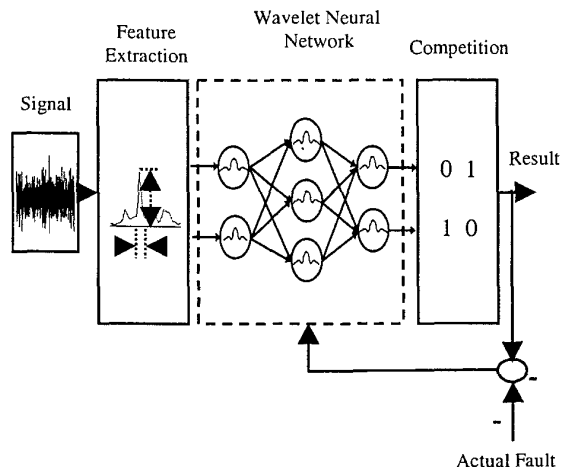 Wavelet Neural
Network
Feature
Extraction
Competition
Signal
Result
0 1
1 0
-
-
Actual Fault